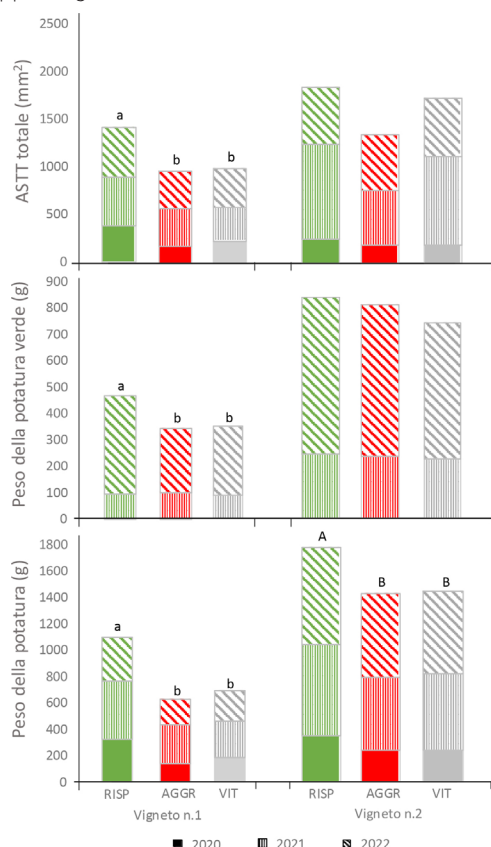 ASTT totale (mm²)
2500
2000
1500
1000
500
0
a
b
b
Peso della potatura verde (g)
900
800
700
600
500
400
300
200
100
0
a
b
b
Peso della potatura (g)
1800
1600
1400
1200
1000
800
600
400
200
0
a
b
b
A
B
B
RISP AGGR VIT RISP AGGR VIT
Vigneto n.1 Vigneto n.2
2020 2021 2022